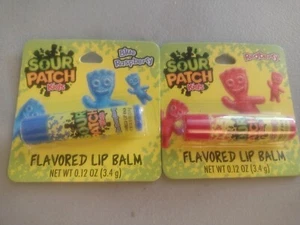 SOUR
PATCH
Kids
Blue
Raspberry
FLAVORED LIP BALM
NET WT 0.12 OZ (3.4 g)
SOUR
PATCH
Kids
FLAVORED LIP BALM
NET WT 0.12 OZ (3.4 g)